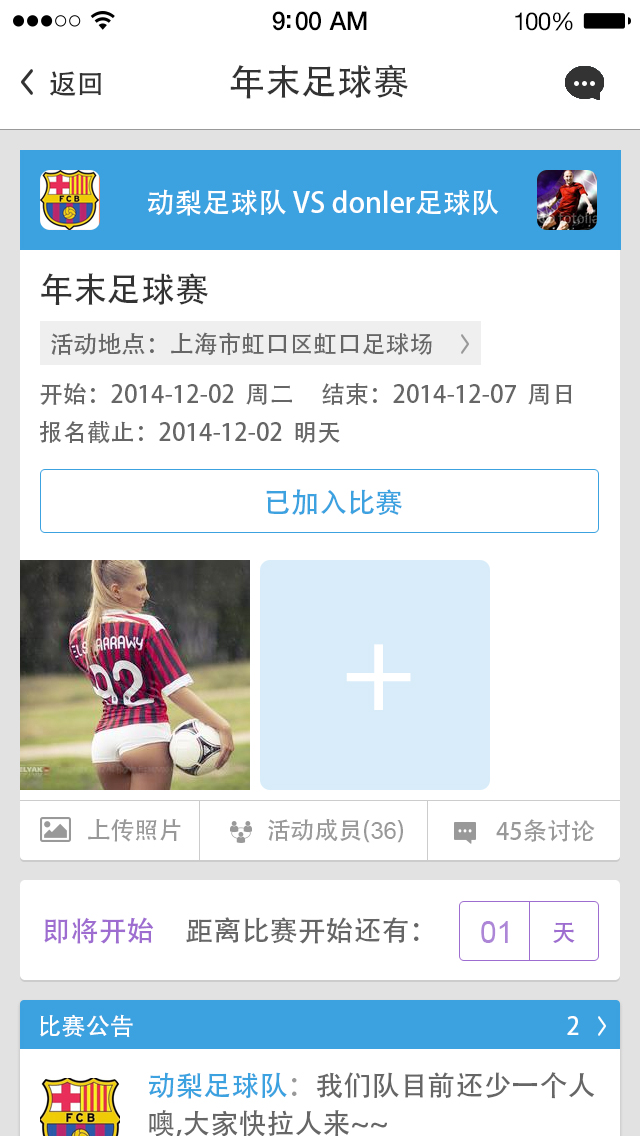 9:00 AM 100%
返回 年末足球赛
FCB 动梨足球队 VS donler足球队
年末足球赛
活动地点：上海市虹口区虹口足球场
开始：2014-12-02 周二 结束：2014-12-07 周日
报名截止：2014-12-02 明天
已加入比赛
92
上传照片 活动成员(36) 45条讨论
即将开始 距离比赛开始还有： 01 天
比赛公告 2
FCB 动梨足球队：我们队目前还少一个人
噢,大家快拉人来~~